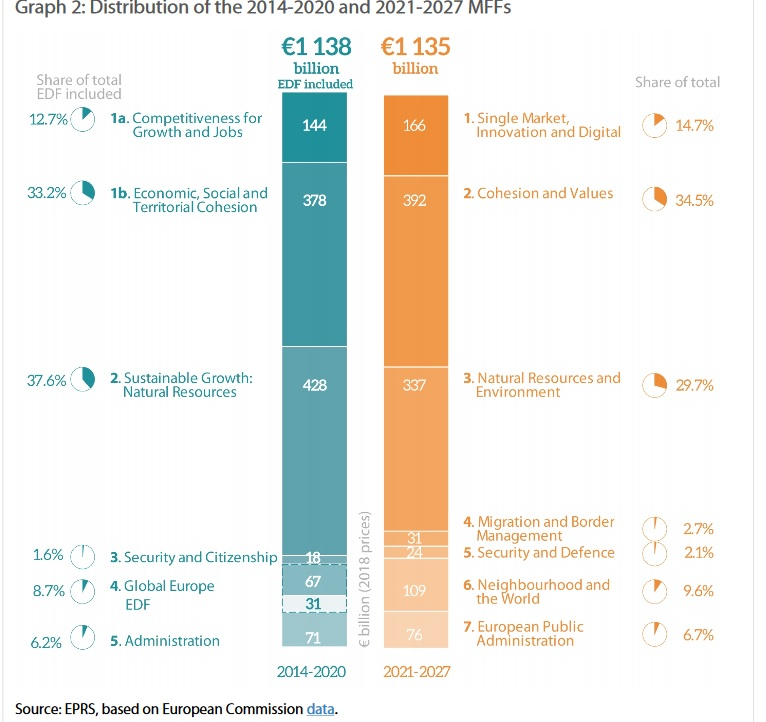 Graph 2: Distribution of the 2014-2020 and 2021-2027 MFFs
€1 138
billion
EDF included
€1 135
billion
Share of total
EDF included
Share of total
12.7%
1a. Competitiveness for
Growth and Jobs
144
166
1. Single Market,
Innovation and Digital
14.7%
33.2%
1b. Economic, Social and
Territorial Cohesion
378
392
2. Cohesion and Values
34.5%
37.6%
2. Sustainable Growth:
Natural Resources
428
337
3. Natural Resources and
Environment
29.7%
31
4. Migration and Border
Management
2.7%
1.6%
3. Security and Citizenship
18
24
5. Security and Defence
2.1%
8.7%
4. Global Europe
EDF
67
31
109
6. Neighbourhood and
the World
9.6%
6.2%
5. Administration
71
76
7. European Public
Administration
6.7%
€ billion (2018 prices)
2014-2020
2021-2027
Source: EPRS, based on European Commission data.